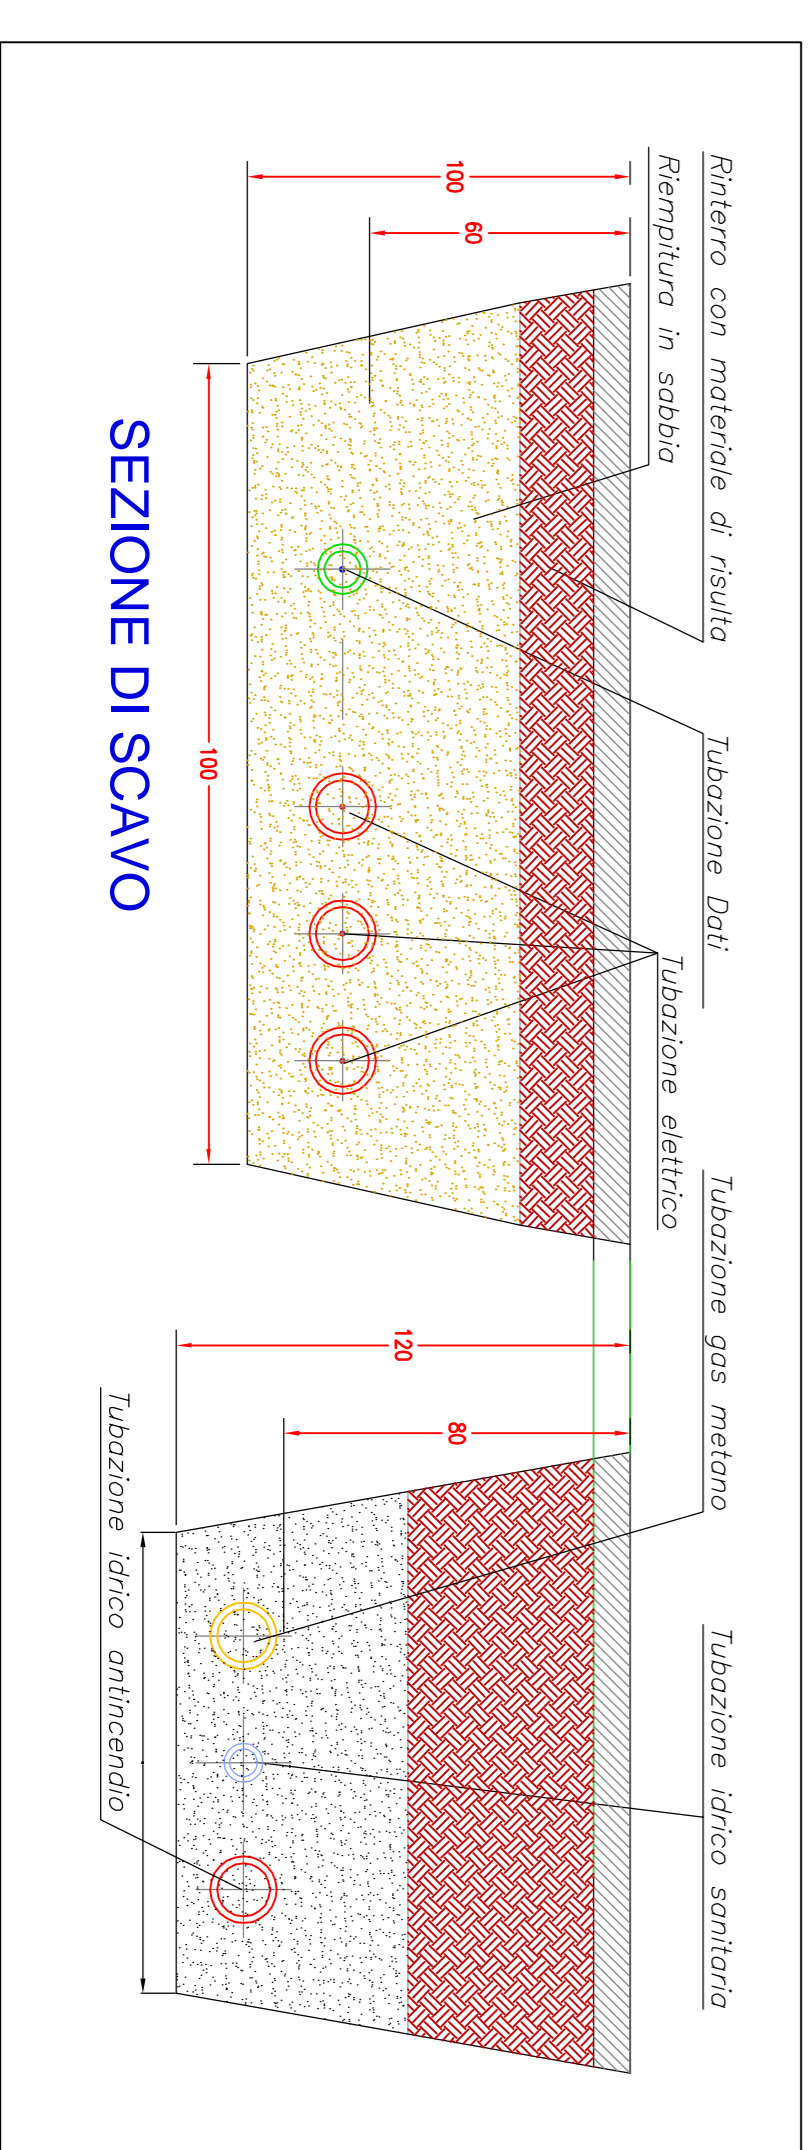 Rinterro con materiale di risulta
Riempitura in sabbia
Tubazione Dati
Tubazione elettrico
Tubazione gas metano
Tubazione idrico sanitaria
100
60
120
80
100
Tubazione idrico antincendio
SEZIONE DI SCAVO